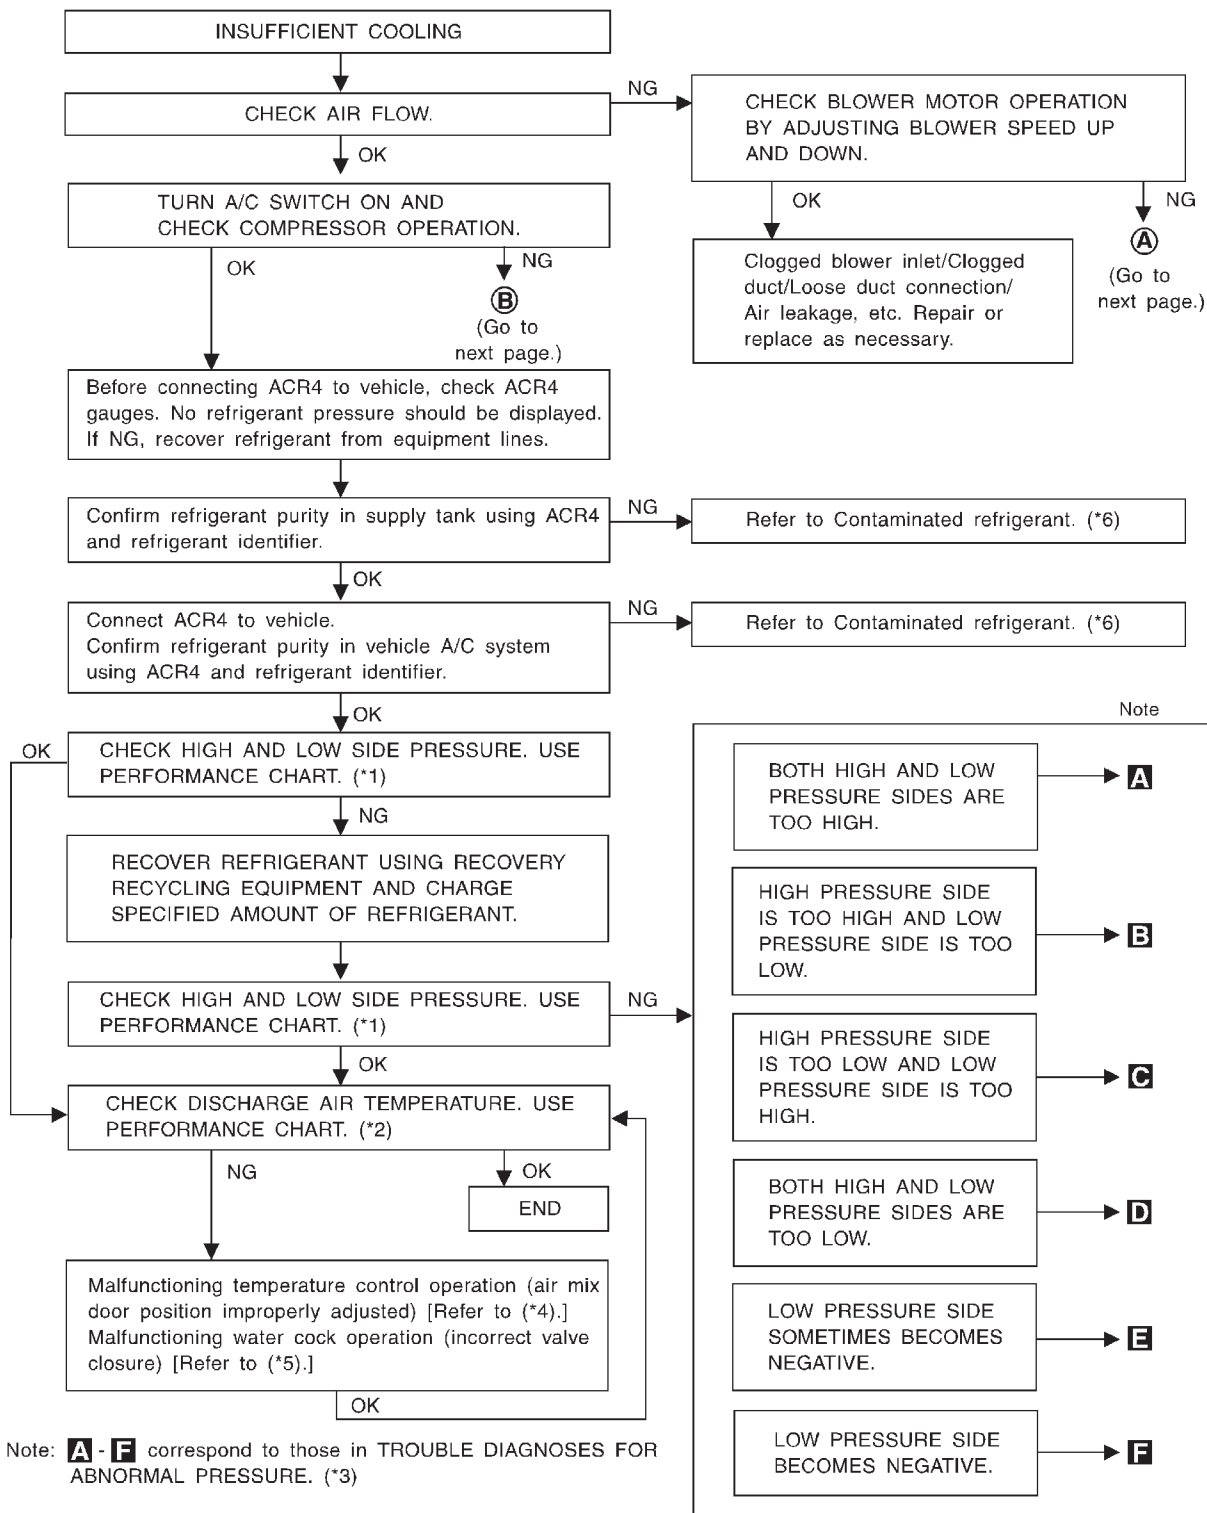 INSUFFICIENT COOLING
CHECK AIR FLOW.
NG
CHECK BLOWER MOTOR OPERATION
BY ADJUSTING BLOWER SPEED UP
AND DOWN.
OK
TURN A/C SWITCH ON AND
CHECK COMPRESSOR OPERATION.
OK
NG
A
(Go to
next page.)
Clogged blower inlet/Clogged
duct/Loose duct connection/
Air leakage, etc. Repair or
replace as necessary.
OK
NG
B
(Go to
next page.)
Before connecting ACR4 to vehicle, check ACR4
gauges. No refrigerant pressure should be displayed.
If NG, recover refrigerant from equipment lines.
Confirm refrigerant purity in supply tank using ACR4
and refrigerant identifier.
NG
Refer to Contaminated refrigerant. (*6)
OK
Connect ACR4 to vehicle.
Confirm refrigerant purity in vehicle A/C system
using ACR4 and refrigerant identifier.
NG
Refer to Contaminated refrigerant. (*6)
OK
OK
CHECK HIGH AND LOW SIDE PRESSURE. USE
PERFORMANCE CHART. (*1)
NG
RECOVER REFRIGERANT USING RECOVERY
RECYCLING EQUIPMENT AND CHARGE
SPECIFIED AMOUNT OF REFRIGERANT.
CHECK HIGH AND LOW SIDE PRESSURE. USE
PERFORMANCE CHART. (*1)
NG
OK
CHECK DISCHARGE AIR TEMPERATURE. USE
PERFORMANCE CHART. (*2)
NG
OK
END
Malfunctioning temperature control operation (air mix
door position improperly adjusted) [Refer to (*4).]
Malfunctioning water cock operation (incorrect valve
closure) [Refer to (*5).]
OK
Note
BOTH HIGH AND LOW
PRESSURE SIDES ARE
TOO HIGH.
A
HIGH PRESSURE SIDE
IS TOO HIGH AND LOW
PRESSURE SIDE IS TOO
LOW.
B
HIGH PRESSURE SIDE
IS TOO LOW AND LOW
PRESSURE SIDE IS TOO
HIGH.
C
BOTH HIGH AND LOW
PRESSURE SIDES ARE
TOO LOW.
D
LOW PRESSURE SIDE
SOMETIMES BECOMES
NEGATIVE.
E
LOW PRESSURE SIDE
BECOMES NEGATIVE.
F
Note: A - F correspond to those in TROUBLE DIAGNOSES FOR
ABNORMAL PRESSURE. (*3)